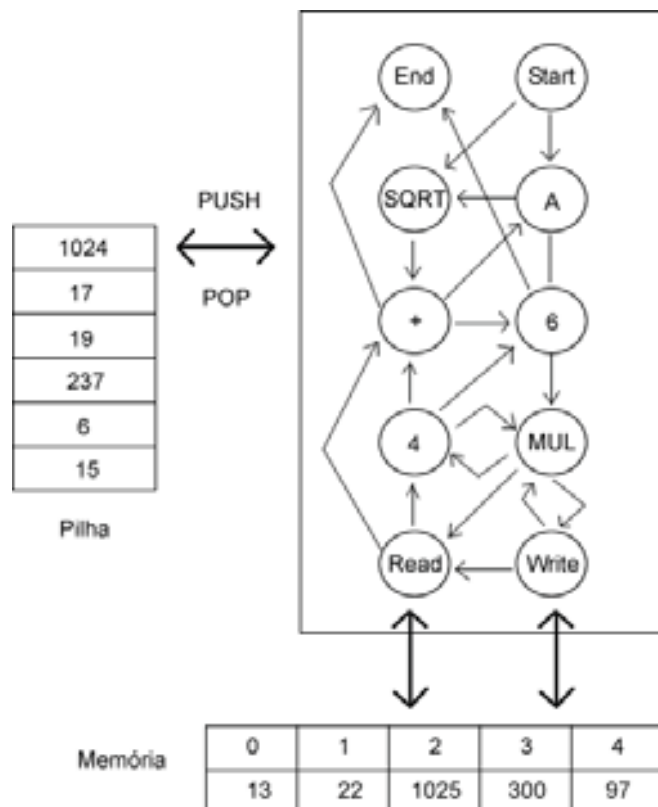 End Start
SQRT A
PUSH
POP
1024
17
19
237
6
15
Pilha
+ 6
4 MUL
Read Write
Memória
0 1 2 3 4
13 22 1025 300 97